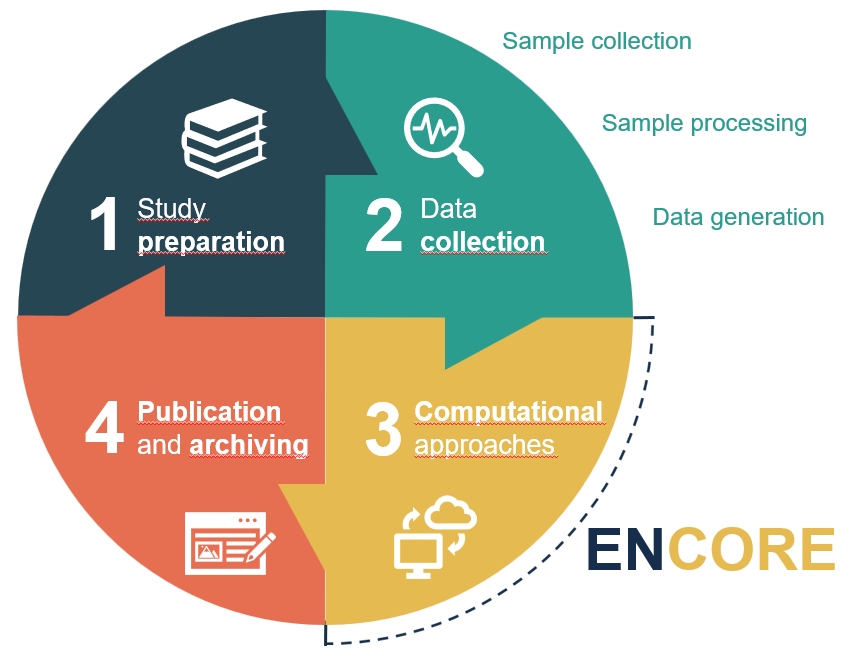 Sample collection
Sample processing
Data generation
1 Study
preparation
2 Data
collection
4 Publication
and archiving
3 Computational
approaches
ENCORE